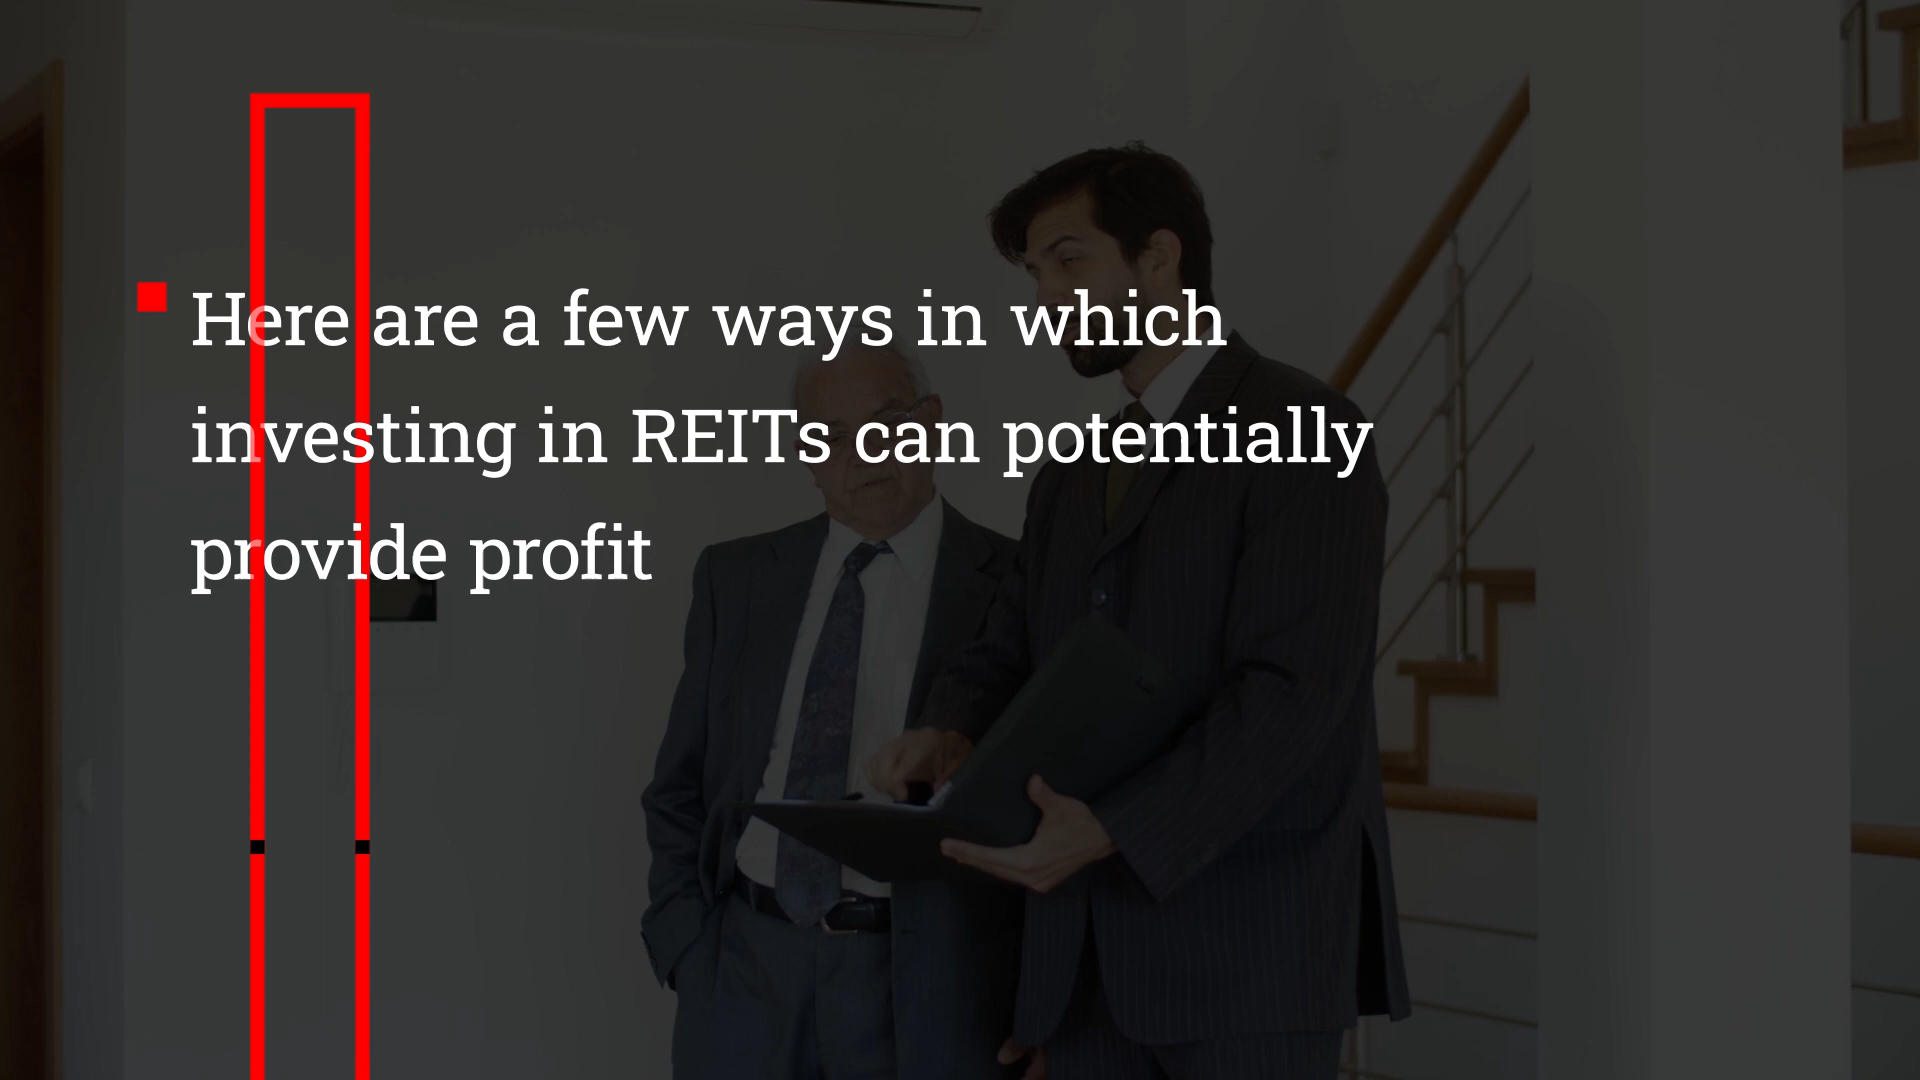 Here are a few ways in which
investing in REITs can potentially
provide profit